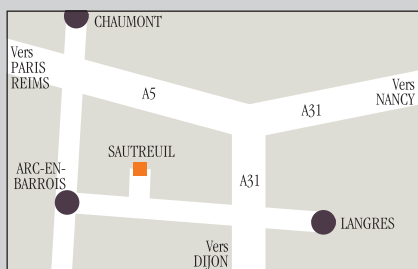 CHAUMONT
Vers
PARIS
REIMS
A5
Vers
NANCY
A31
SAUTREUIL
ARC-EN-
BARROIS
A31
LANGRES
Vers
DIJON